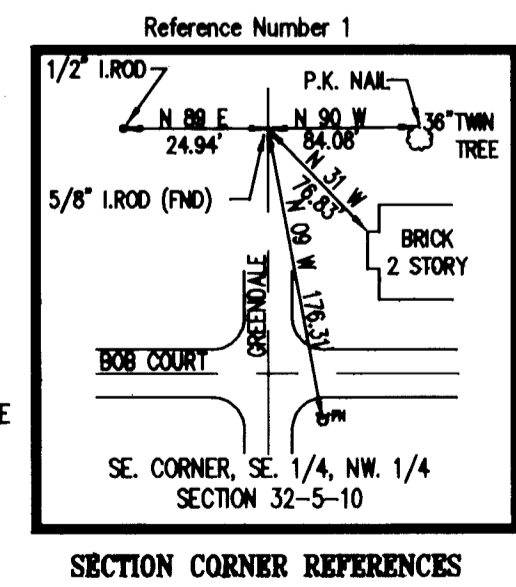 Reference Number 1
1/2" I.ROD
P.K. NAIL
N 89 E
24.94'
N 90 W
84.08'
36" TWIN
TREE
5/8" I.ROD (FND)
N 31 W
76.83'
N 09 W 176.31'
BRICK
2 STORY
GREENDALE
BOB COURT
E
SE. CORNER, SE. 1/4, NW. 1/4
SECTION 32-5-10
SECTION CORNER REFERENCES